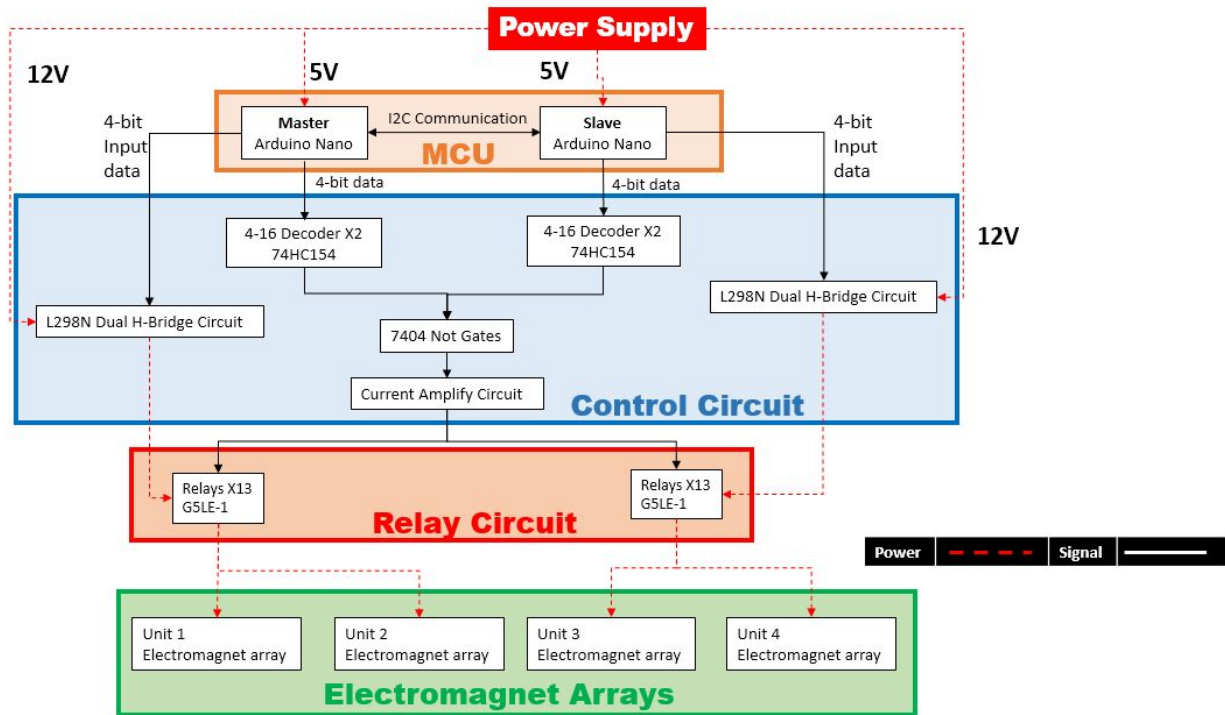 Power Supply
12V
5V
5V
4-bit
Input
data
Master
Arduino Nano
I2C Communication
Slave
Arduino Nano
4-bit
Input
data
MCU
4-bit data
4-bit data
12V
4-16 Decoder X2
74HC154
4-16 Decoder X2
74HC154
L298N Dual H-Bridge Circuit
L298N Dual H-Bridge Circuit
7404 Not Gates
Current Amplify Circuit
Control Circuit
Relays X13
G5LE-1
Relays X13
G5LE-1
Relay Circuit
Power
Signal
Unit 1
Electromagnet array
Unit 2
Electromagnet array
Unit 3
Electromagnet array
Unit 4
Electromagnet array
Electromagnet Arrays